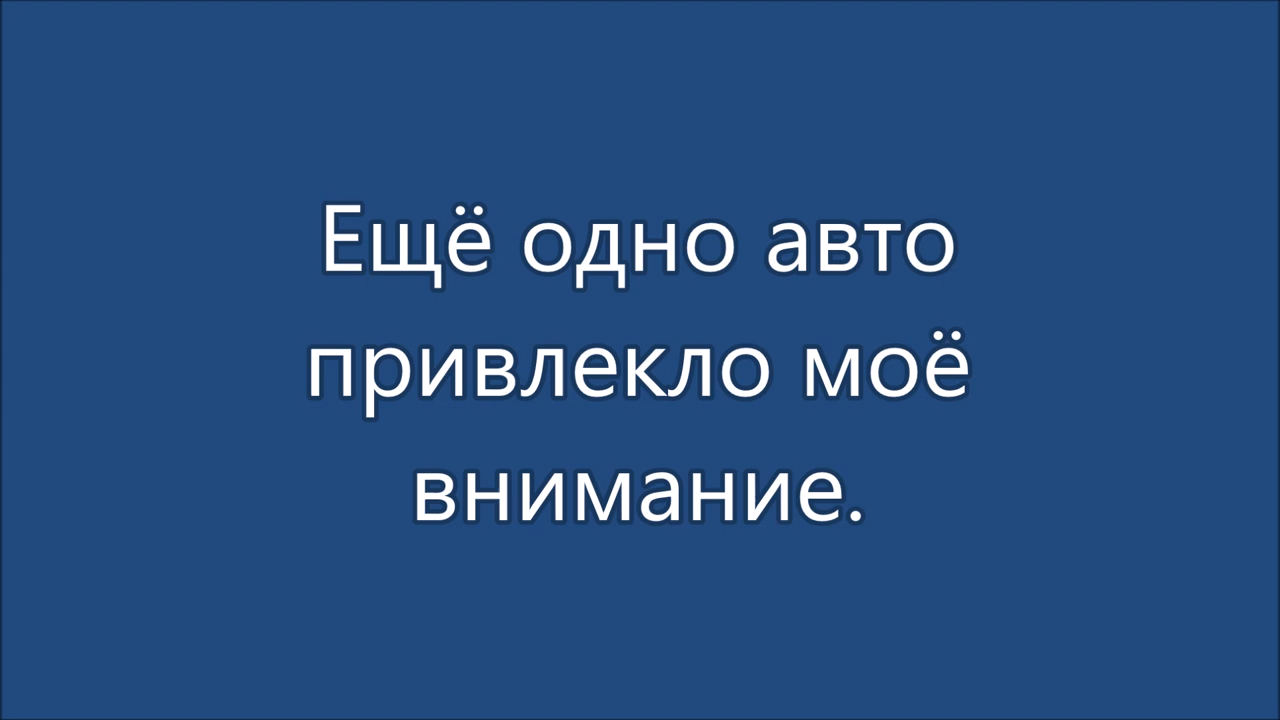 Ещё одно авто
привлекло моё
внимание.